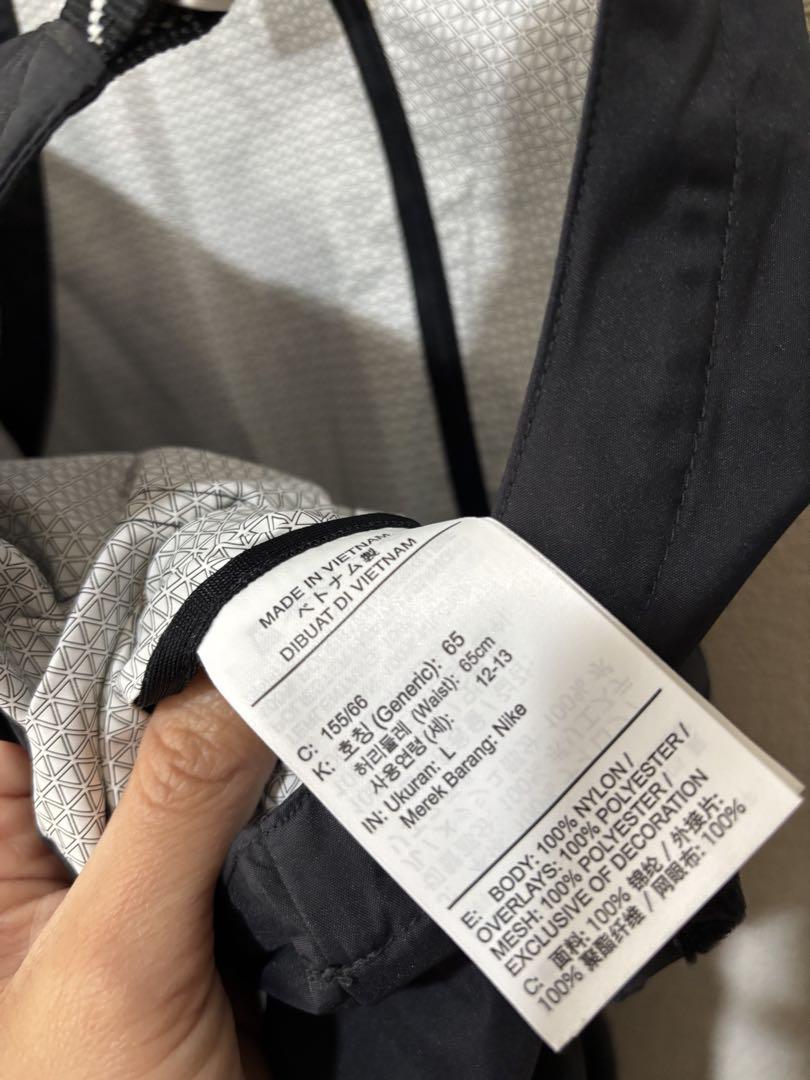 MADE IN VIETNAM
ベトナム製
DIBUAT DI VIETNAM
C: 155/66
K: 호칭 (Generic): 65
허리둘레 (Waist): 65cm
사용연령 (세): 12-13
IN: Ukuran: L
Merek Barang: Nike
E: BODY: 100% NYLON /
OVERLAYS: 100% POLYESTER /
MESH: 100% POLYESTER /
EXCLUSIVE OF DECORATION
C: 面料: 100% 锦纶 / 外接片:
100% 聚酯纤维 / 网眼布: 100%